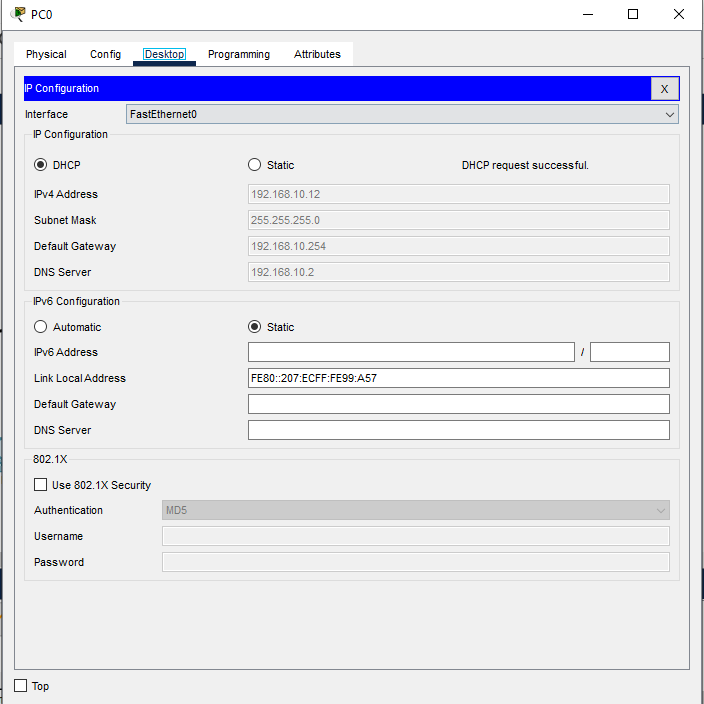 PC0
Physical Config Desktop Programming Attributes
IP Configuration X
Interface FastEthernet0
IP Configuration
DHCP Static DHCP request successful.
IPv4 Address 192.168.10.12
Subnet Mask 255.255.255.0
Default Gateway 192.168.10.254
DNS Server 192.168.10.2
IPv6 Configuration
Automatic Static
IPv6 Address /
Link Local Address FE80::207:ECFF:FE99:A57
Default Gateway
DNS Server
802.1X
Use 802.1X Security
Authentication MD5
Username
Password
Top